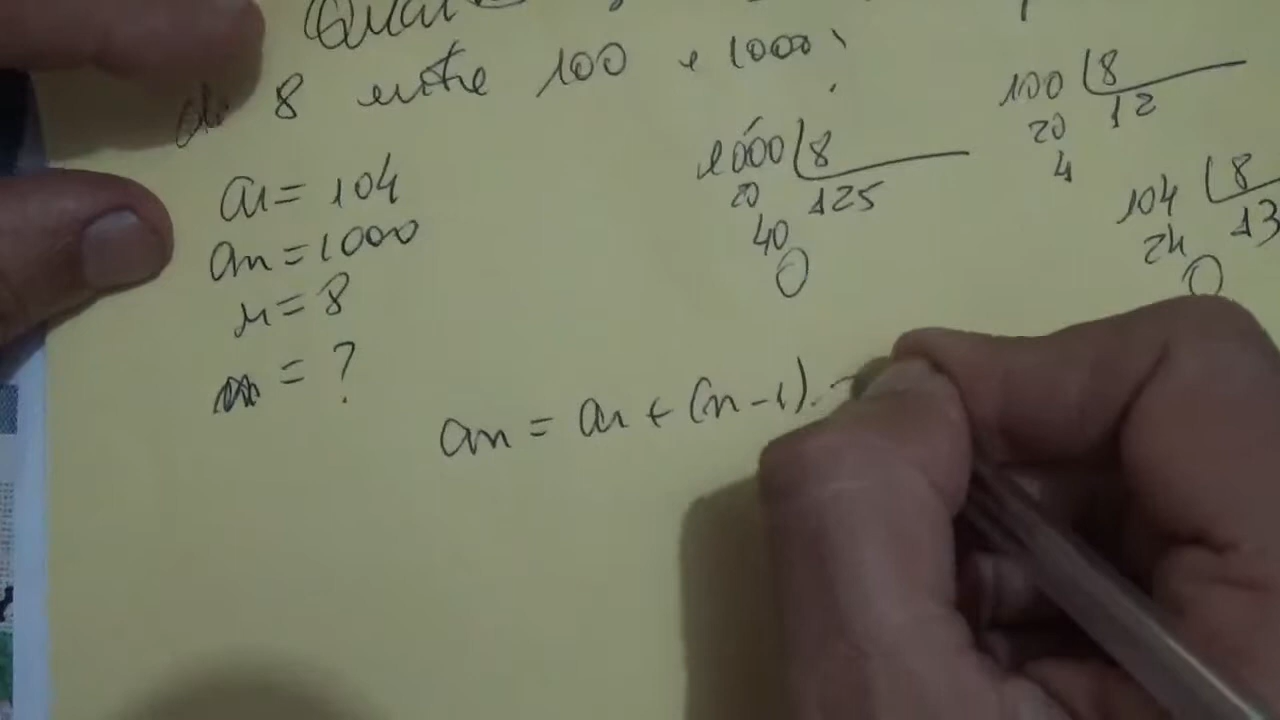 de 8 entre 100 e 1000?
a1 = 104
an = 1000
r = 8
n = ?
1000 | 8
20 125
40
0
100 | 8
20 12
4
104 | 8
24 13
0
an = a1 + (n-1).